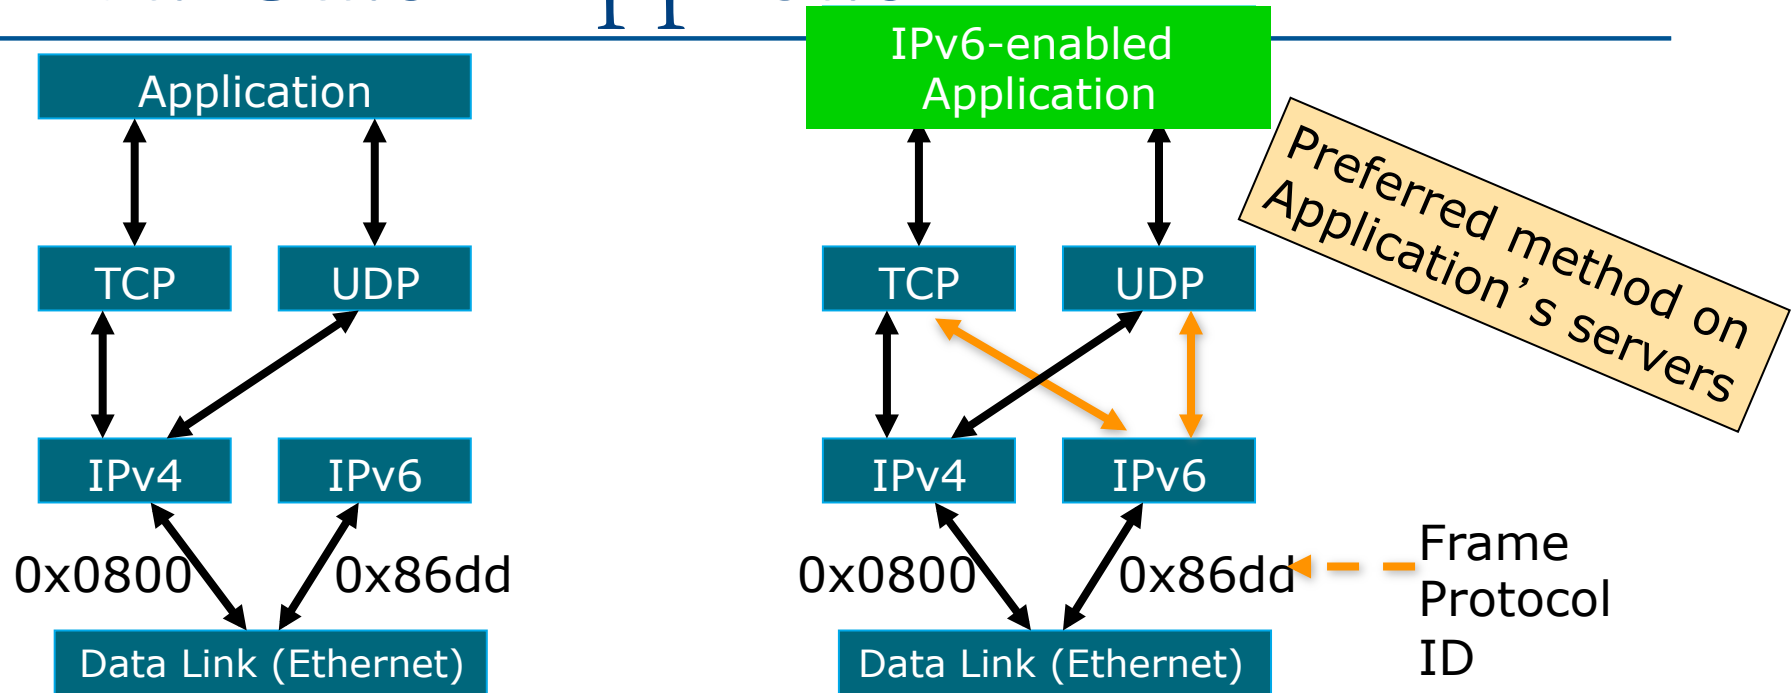 Application
TCP
UDP
IPv4
IPv6
0x0800
0x86dd
Data Link (Ethernet)
IPv6-enabled
Application
TCP
UDP
IPv4
IPv6
0x0800
0x86dd
Data Link (Ethernet)
Preferred method on
Application’s servers
Frame
Protocol
ID